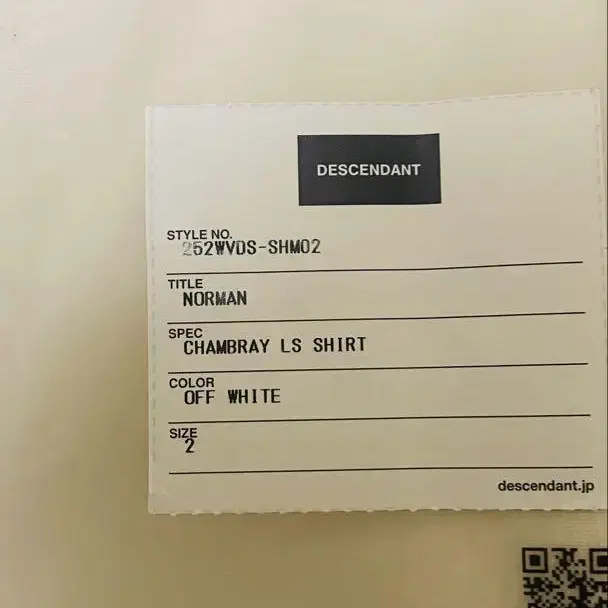 DESCENDANT
STYLE NO.
252WVDS-SHM02
TITLE
NORMAN
SPEC
CHAMBRAY LS SHIRT
COLOR
OFF WHITE
SIZE
2
descendant.jp